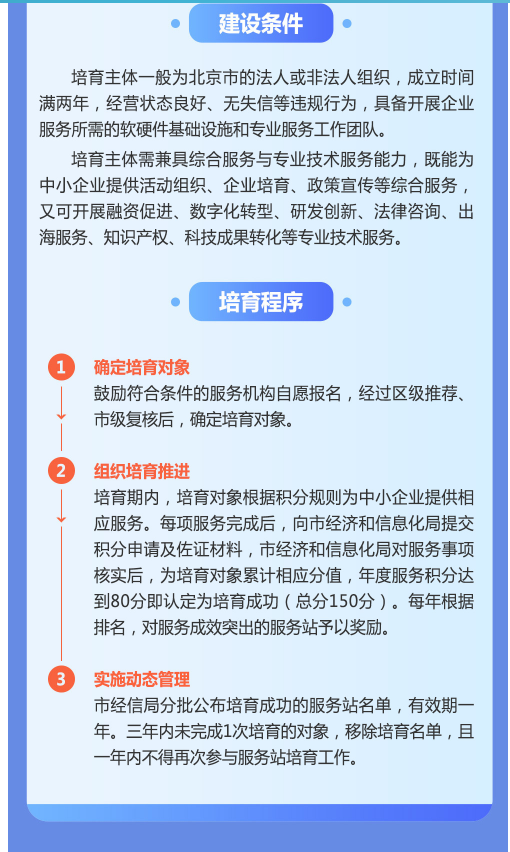 建设条件
培育主体一般为北京市的法人或非法人组织，成立时间
满两年，经营状态良好、无失信等违规行为，具备开展企业
服务所需的软硬件基础设施和专业服务工作团队。
培育主体需兼具综合服务与专业技术服务能力，既能为
中小企业提供活动组织、企业培育、政策宣传等综合服务，
又可开展融资促进、数字化转型、研发创新、法律咨询、出
海服务、知识产权、科技成果转化等专业技术服务。
培育程序
1 确定培育对象
鼓励符合条件的服务机构自愿报名，经过区级推荐、
市级复核后，确定培育对象。
2 组织培育推进
培育期内，培育对象根据积分规则为中小企业提供相
应服务。每项服务完成后，向市经济和信息化局提交
积分申请及佐证材料，市经济和信息化局对服务事项
核实后，为培育对象累计相应分值，年度服务积分达
到80分即认定为培育成功（总分150分）。每年根据
排名，对服务成效突出的服务站予以奖励。
3 实施动态管理
市经信局分批公布培育成功的服务站名单，有效期一
年。三年内未完成1次培育的对象，移除培育名单，且
一年内不得再次参与服务站培育工作。